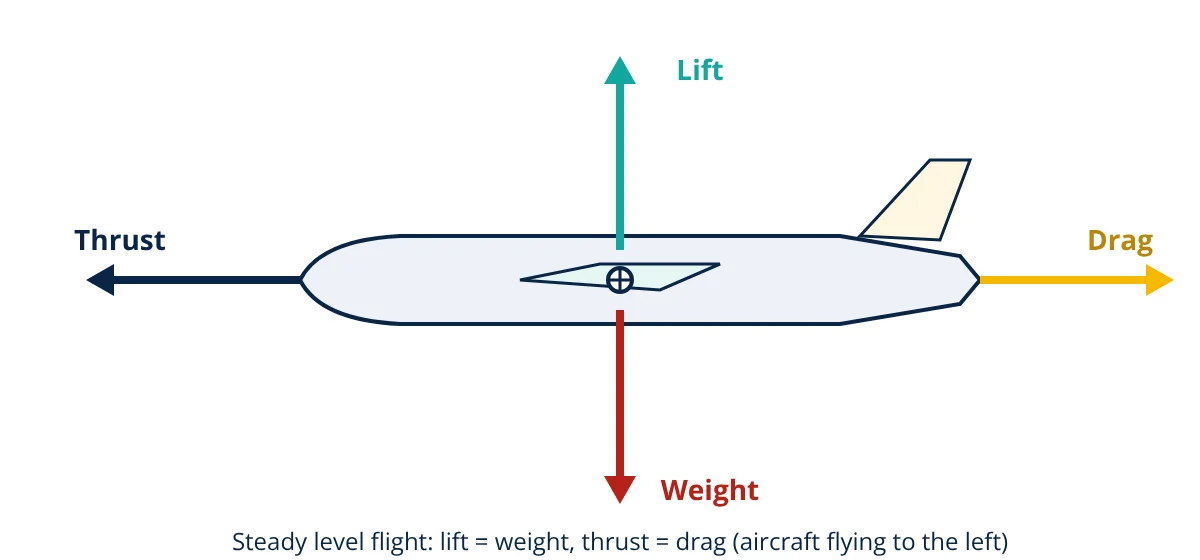 Lift
Thrust
Drag
Weight
Steady level flight: lift = weight, thrust = drag (aircraft flying to the left)